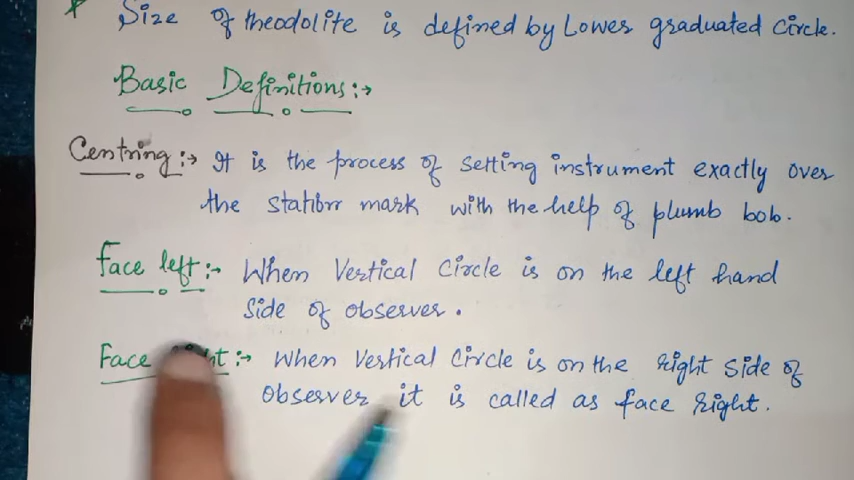 Size of theodolite is defined by Lower graduated circle.
Basic Definitions:→
Centring:→ It is the process of setting instrument exactly over
the station mark with the help of plumb bob.
Face left:→ When Vertical Circle is on the left hand
side of observer.
Face :→ When Vertical Circle is on the right side of
observer it is called as face right.